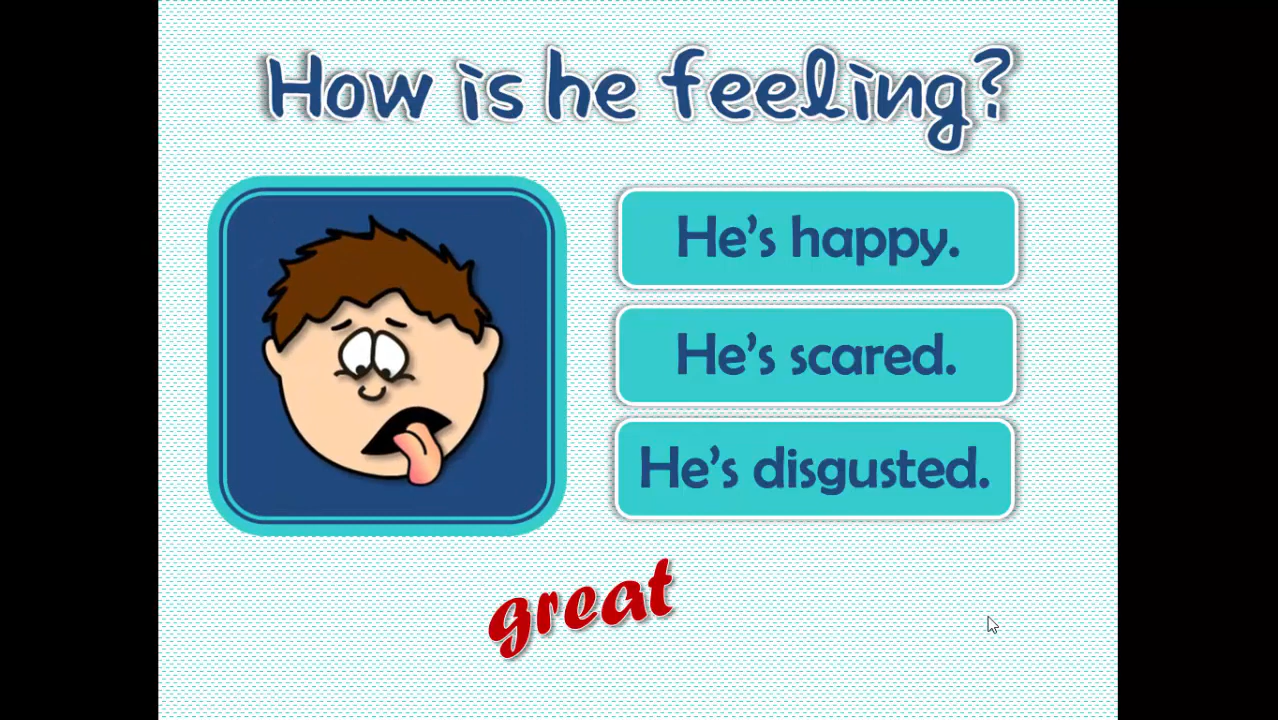 How is he feeling?
He's happy.
He's scared.
He's disgusted.
great